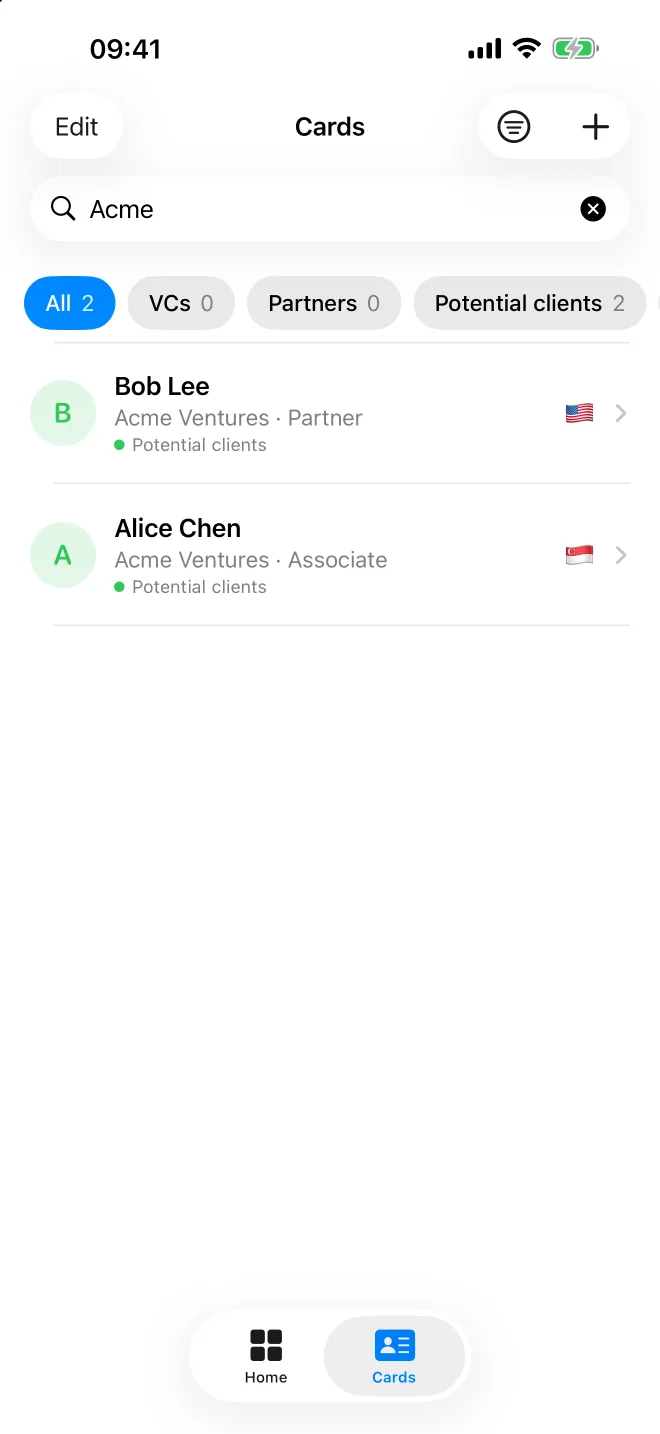 09:41
Edit
Cards
Acme
All 2
VCs 0
Partners 0
Potential clients 2
B
Bob Lee
Acme Ventures · Partner
Potential clients
A
Alice Chen
Acme Ventures · Associate
Potential clients
Home
Cards